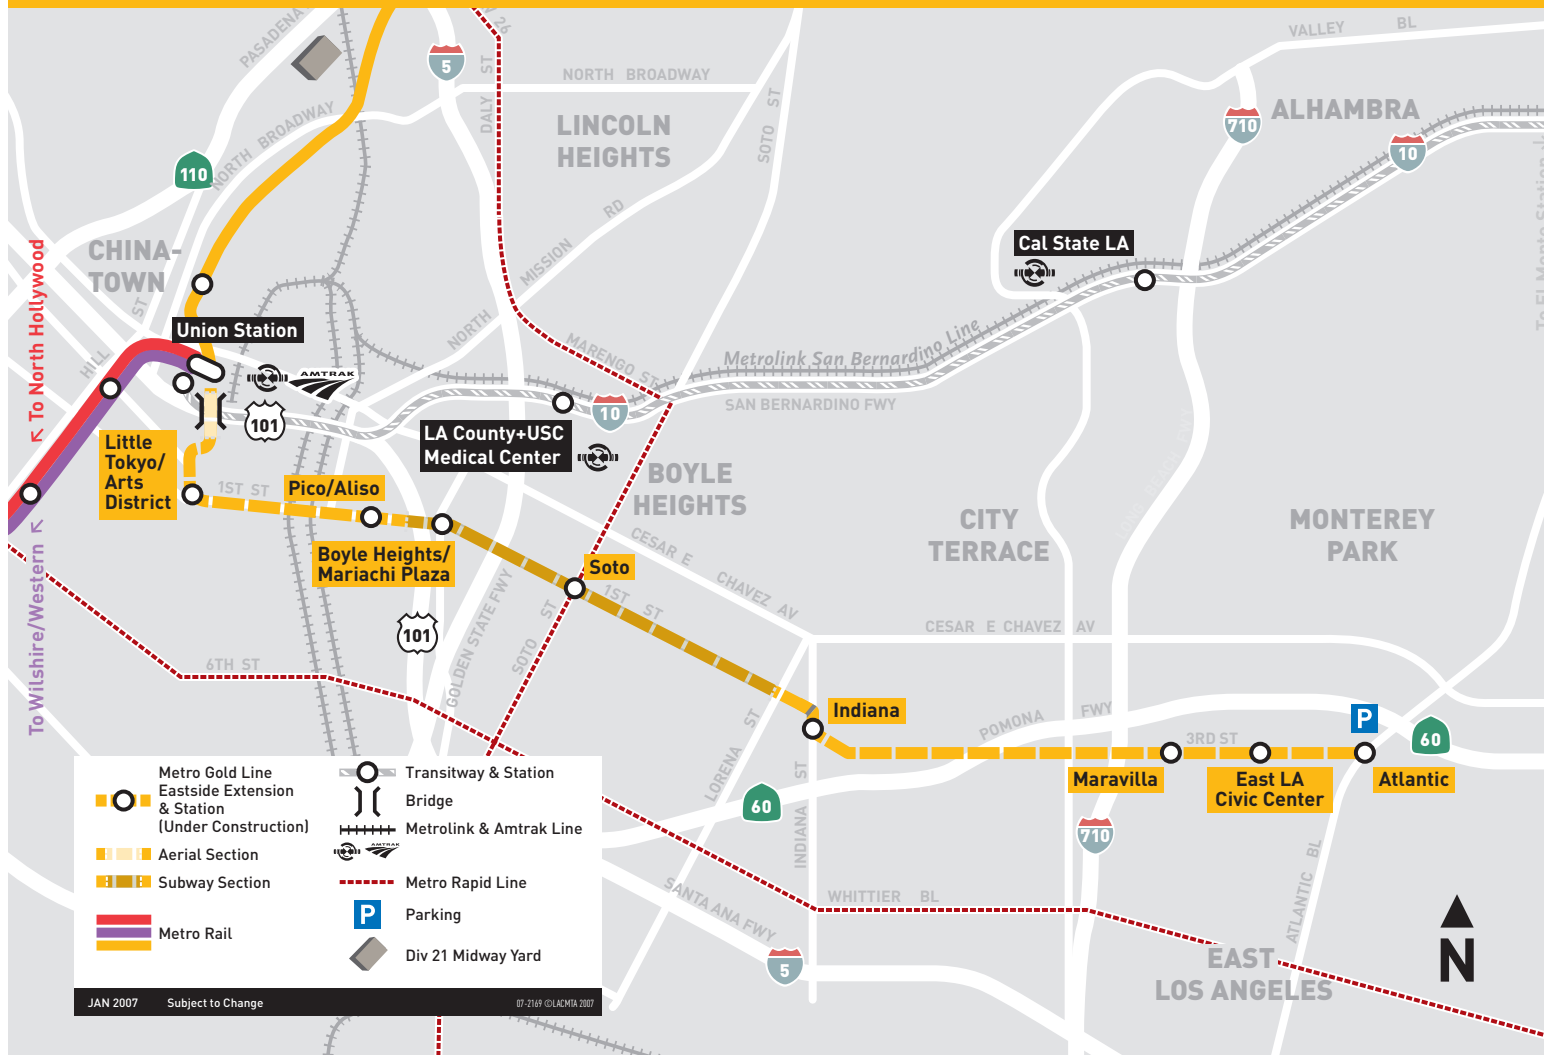 PASADENA
5
DALY ST
NORTH BROADWAY
LINCOLN
HEIGHTS
SOTO ST
VALLEY BL
710
ALHAMBRA
10
110
NORTH BROADWAY
CHINA-
TOWN
MISSION RD
NORTH
Cal State LA
To El Monte Station
To North Hollywood
HILL ST
Union Station
AMTRAK
101
MARENGO ST
Metrolink San Bernardino Line
SAN BERNARDINO FWY
10
LA County+USC
Medical Center
Little
Tokyo/
Arts
District
1ST ST
Pico/Aliso
BOYLE
HEIGHTS
LONG BEACH FWY
CITY
TERRACE
MONTEREY
PARK
To Wilshire/Western
Boyle Heights/
Mariachi Plaza
CESAR E CHAVEZ AV
Soto
1ST ST
101
GOLDEN STATE FWY
SOTO ST
CESAR E CHAVEZ AV
6TH ST
Indiana
POMONA FWY
P
3RD ST
60
LORENA ST
INDIANA ST
Maravilla
East LA
Civic Center
Atlantic
60
710
ATLANTIC BL
SANTA ANA FWY
WHITTIER BL
5
EAST
LOS ANGELES
N
Metro Gold Line
Eastside Extension
& Station
(Under Construction)
Aerial Section
Subway Section
Metro Rail
Transitway & Station
Bridge
Metrolink & Amtrak Line
AMTRAK
Metro Rapid Line
P
Parking
Div 21 Midway Yard
JAN 2007 Subject to Change 07-2169 ©LACMTA 2007